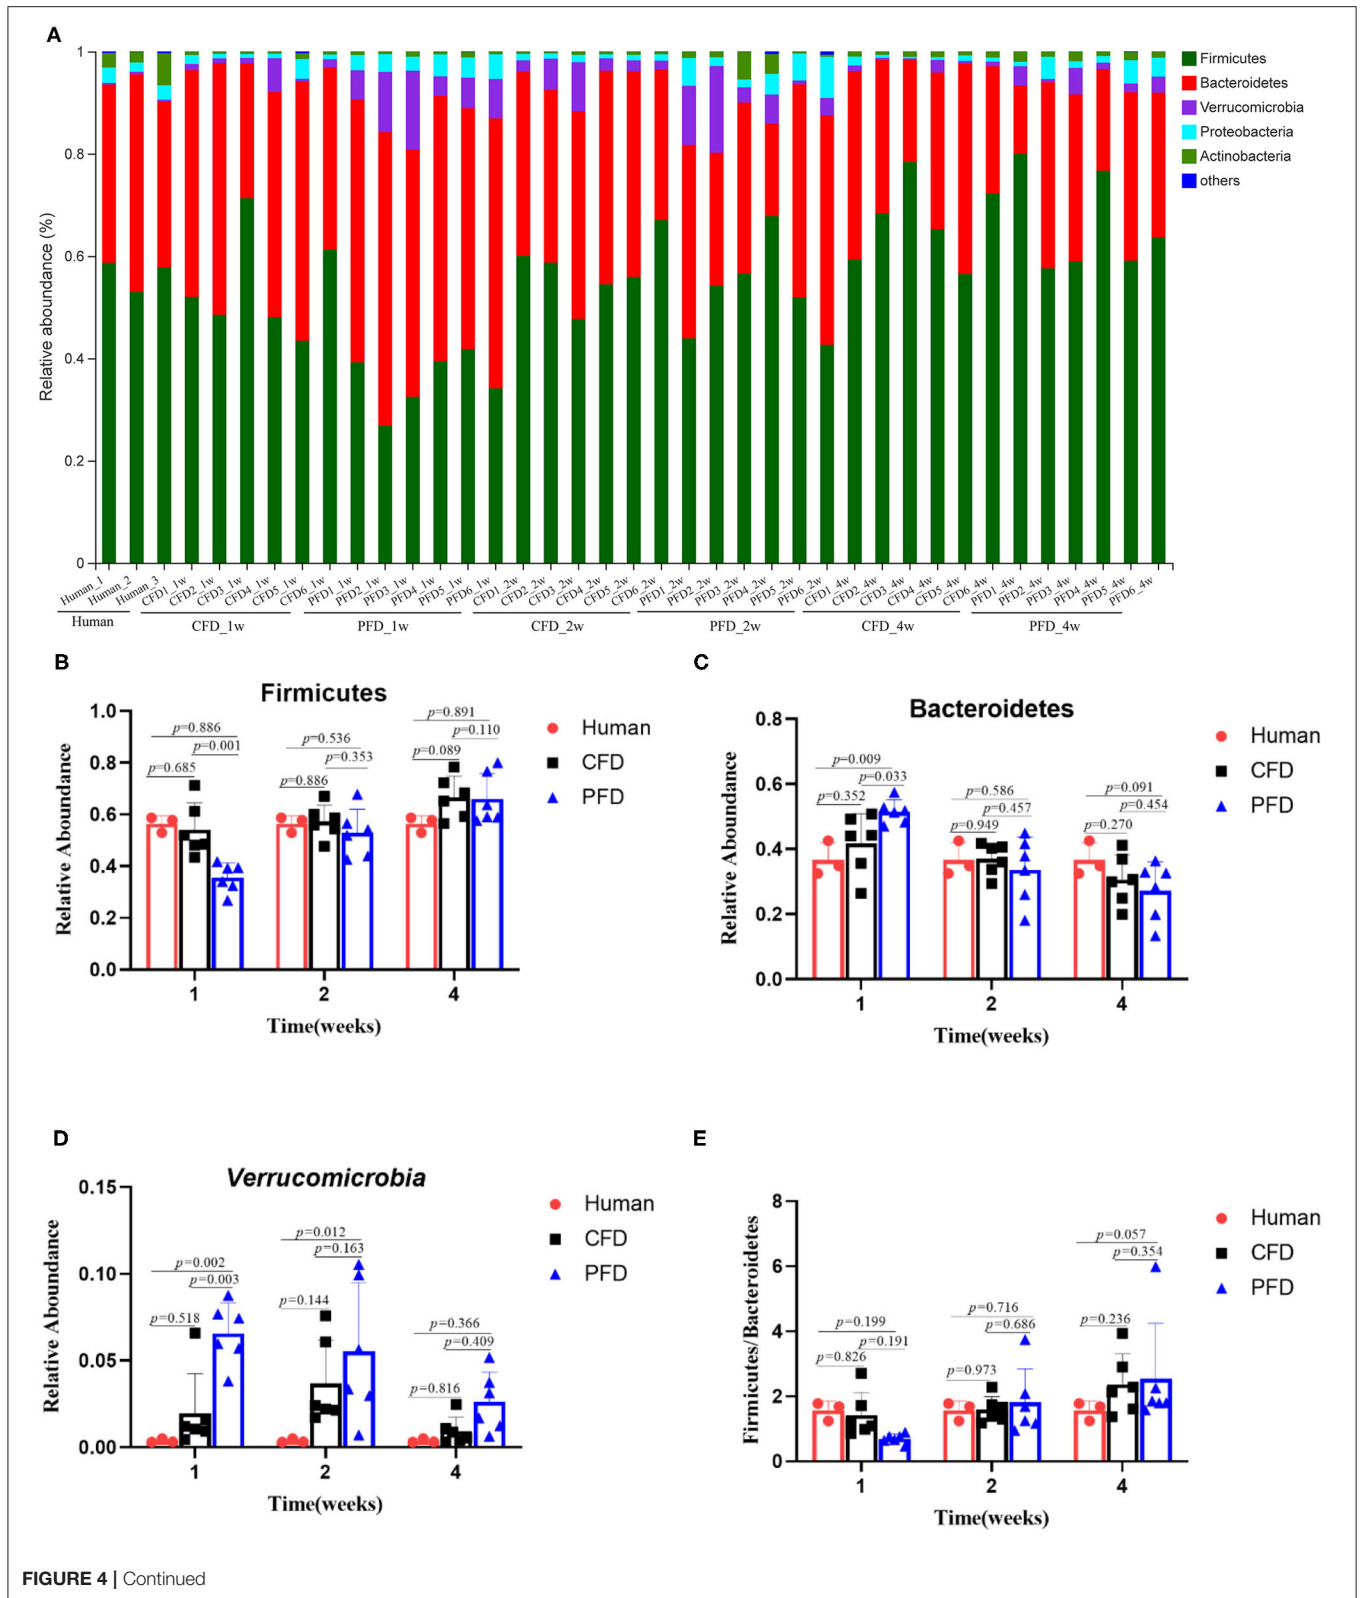 A
Relative aboundance (%)
1
0.8
0.6
0.4
0.2
0
Firmicutes
Bacteroidetes
Verrucomicrobia
Proteobacteria
Actinobacteria
others
Human_1
Human_2
Human_3
CFD1_1w
CFD2_1w
CFD3_1w
CFD4_1w
CFD5_1w
CFD6_1w
PFD1_1w
PFD2_1w
PFD3_1w
PFD4_1w
PFD5_1w
PFD6_1w
CFD1_2w
CFD2_2w
CFD3_2w
CFD4_2w
CFD5_2w
CFD6_2w
PFD1_2w
PFD2_2w
PFD3_2w
PFD4_2w
PFD5_2w
PFD6_2w
CFD1_4w
CFD2_4w
CFD3_4w
CFD4_4w
CFD5_4w
CFD6_4w
PFD1_4w
PFD2_4w
PFD3_4w
PFD4_4w
PFD5_4w
PFD6_4w
Human
CFD_1w
PFD_1w
CFD_2w
PFD_2w
CFD_4w
PFD_4w
B
Firmicutes
Relative Aboundance
1.0
0.8
0.6
0.4
0.2
0.0
p=0.886
p=0.001
p=0.685
p=0.536
p=0.353
p=0.886
p=0.891
p=0.110
p=0.089
Human
CFD
PFD
1
2
4
Time(weeks)
C
Bacteroidetes
Relative Aboundance
0.8
0.6
0.4
0.2
0.0
p=0.009
p=0.033
p=0.352
p=0.586
p=0.457
p=0.949
p=0.091
p=0.454
p=0.270
Human
CFD
PFD
1
2
4
Time(weeks)
D
Verrucomicrobia
Relative Aboundance
0.15
0.10
0.05
0.00
p=0.002
p=0.003
p=0.518
p=0.012
p=0.163
p=0.144
p=0.366
p=0.409
p=0.816
Human
CFD
PFD
1
2
4
Time(weeks)
E
Firmicutes/Bacteroidetes
8
6
4
2
0
p=0.199
p=0.191
p=0.826
p=0.716
p=0.686
p=0.973
p=0.057
p=0.354
p=0.236
Human
CFD
PFD
1
2
4
Time(weeks)
FIGURE 4 | Continued